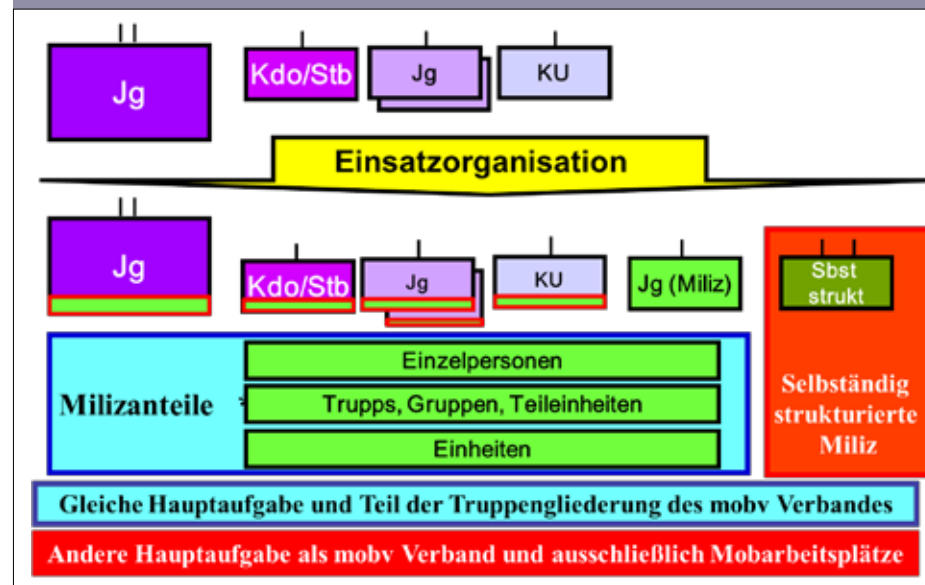 Jg
Kdo/Stb
Jg
KU
Einsatzorganisation
Jg
Kdo/Stb
Jg
KU
Jg (Miliz)
Sbst
strukt
Milizanteile
Einzelpersonen
Trupps, Gruppen, Teileinheiten
Einheiten
Selbständig
strukturierte
Miliz
Gleiche Hauptaufgabe und Teil der Truppengliederung des mobv Verbandes
Andere Hauptaufgabe als mobv Verband und ausschließlich Mobarbeitsplätze